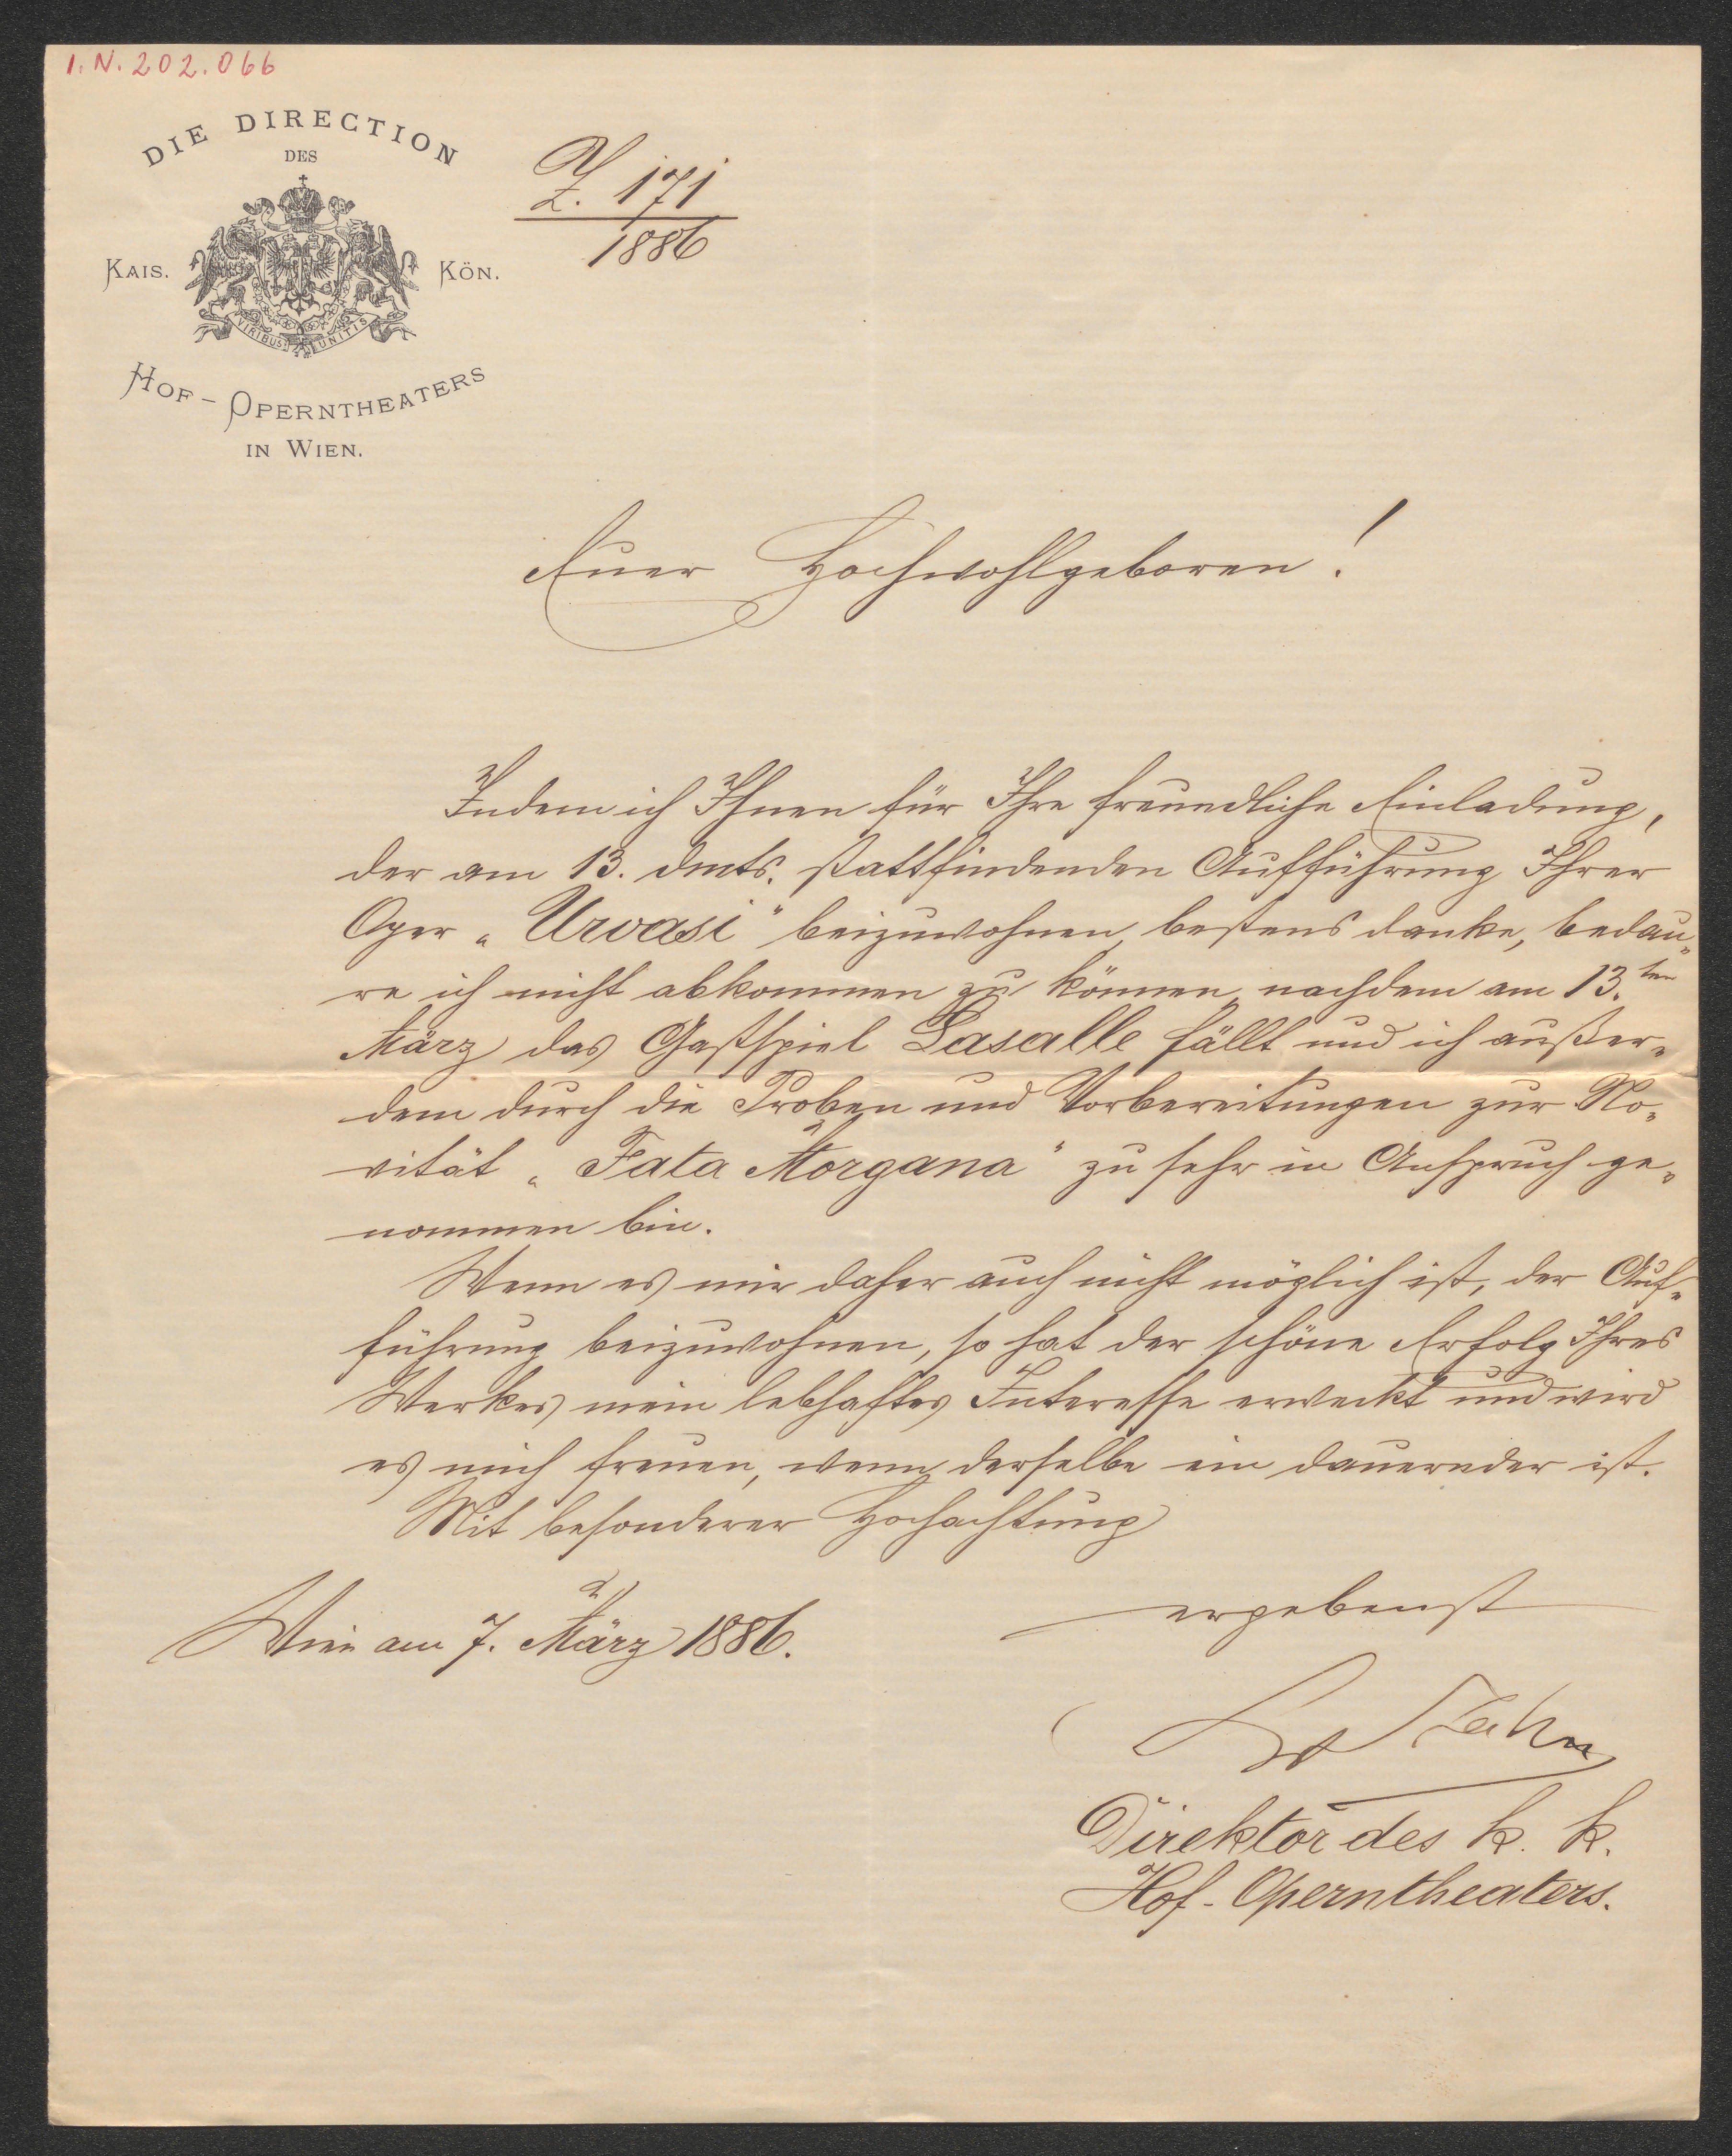 I.N. 202.066
DIE DIRECTION
DES
KAIS. KÖN.
VIRIBUS UNITIS
HOF-OPERNTHEATERS
IN WIEN.
Z. 171
1886
Euer Hochwohlgeboren!
Indem ich Ihnen für Ihre freundliche Einladung,
der am 13. dmts. stattfindenden Aufführung Ihrer
Oper „Urvasi" beizuwohnen, bestens danke, bedau„
re ich nicht abkommen zu können, nachdem am 13.ten
März das Gastspiel Lasalle fällt und ich außer„
dem durch die Proben und Vorbereitungen zur No„
vität „Fata Morgana" zu sehr in Anspruch ge„
nommen bin.
Wenn es mir daher auch nicht möglich ist, der Auf„
führung beizuwohnen, so hat der schöne Erfolg Ihres
Werkes mein lebhaftes Interesse erweckt und wird
es mich freuen, wenn derselbe ein dauernder ist.
Mit besonderer Hochachtung
ergebenst
Wien am 7. März 1886.
Jahn
Direktor des k. k.
Hof-Operntheaters.